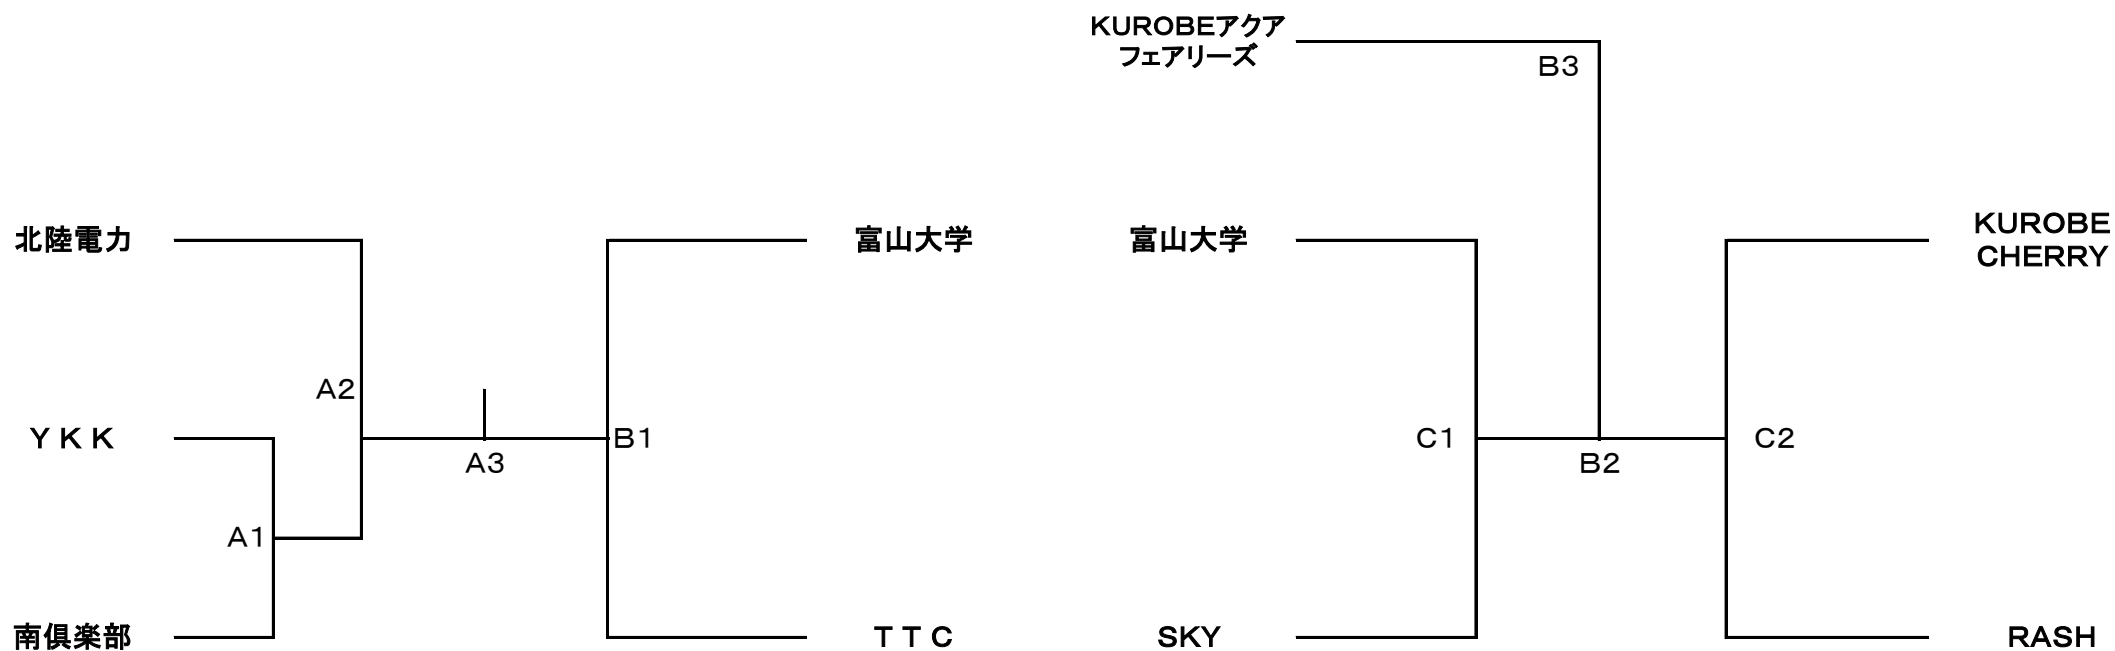 KUROBEアクア
フェアリーズ
B3
北陸電力
富山大学
富山大学
KUROBE
CHERRY
A2
YKK
B1
C1
C2
A3
B2
A1
南倶楽部
TTC
SKY
RASH